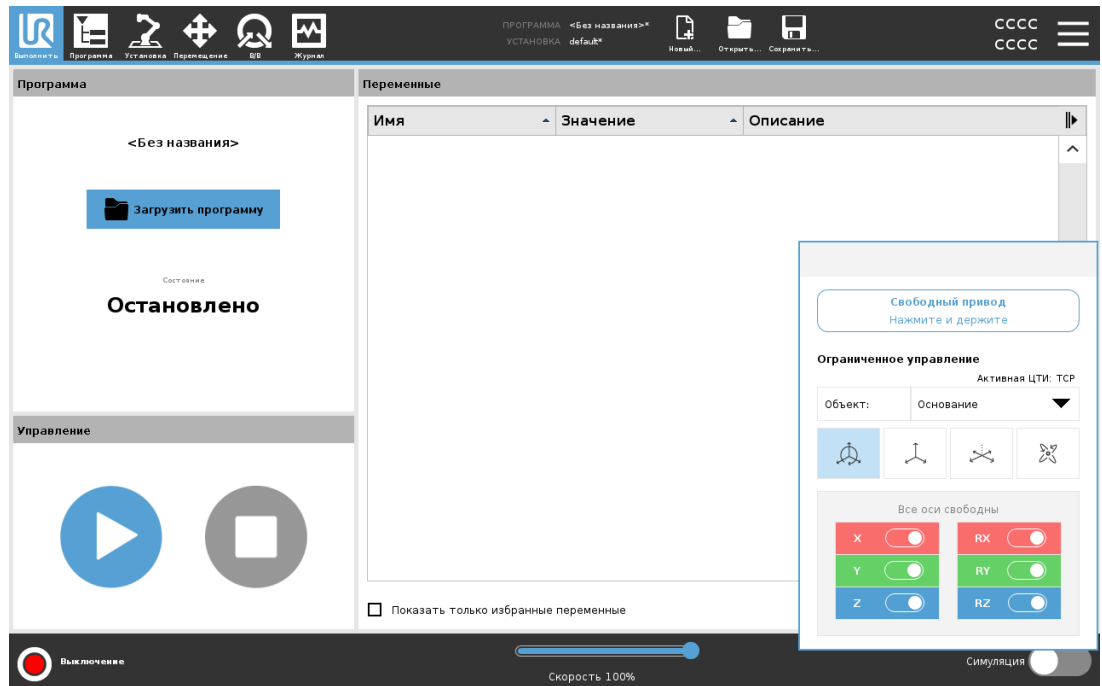 UR
Выполнить
Программа
Установка
Перемещение
В/В
Журнал
ПРОГРАММА <Без названия>*
УСТАНОВКА default*
Новый...
Открыть...
Сохранить...
CCCC
CCCC
Программа
<Без названия>
Загрузить программу
Состояние
Остановлено
Управление
Переменные
Имя Значение Описание
Показать только избранные переменные
Свободный привод
Нажмите и держите
Ограниченное управление
Активная ЦТИ: TCP
Объект: Основание
Все оси свободны
X RX
Y RY
Z RZ
Выключение
Скорость 100%
Симуляция